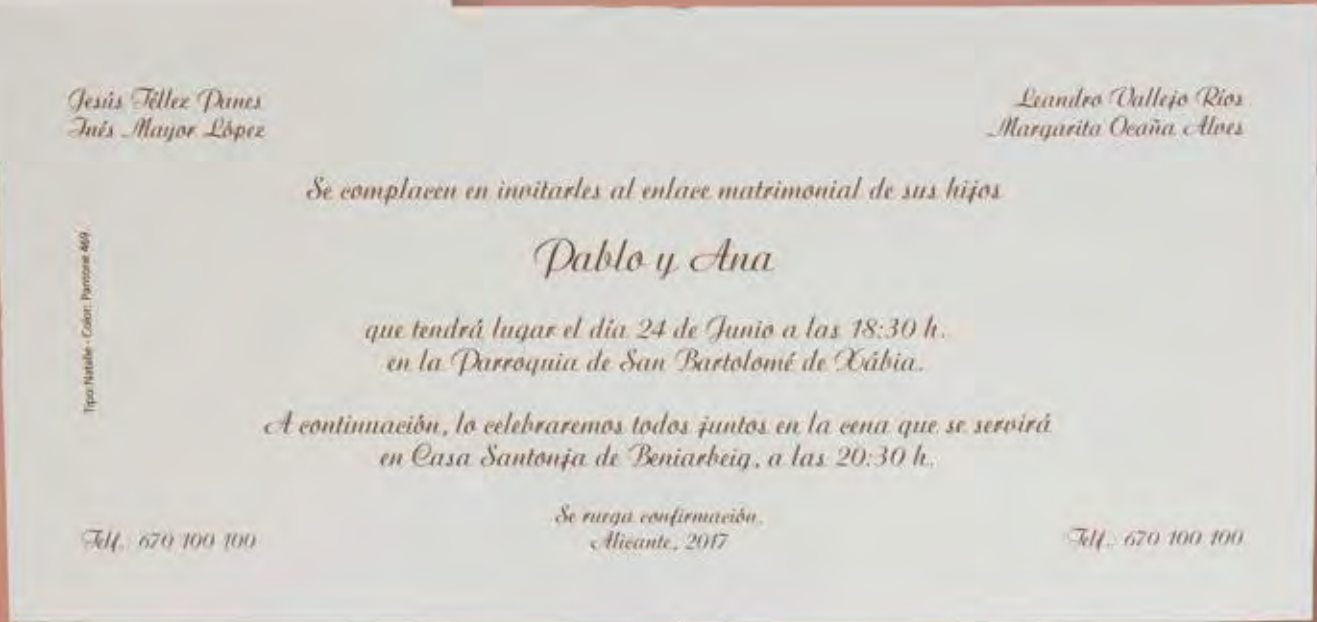 Jesús Téllez Panes
Inés Mayor López
Leandro Vallejo Ríos
Margarita Ocaña Alves
Se complacen en invitarles al enlace matrimonial de sus hijos
Pablo y Ana
que tendrá lugar el día 24 de Junio a las 18:30 h.
en la Parroquia de San Bartolomé de Xábia.
A continuación, lo celebraremos todos juntos en la cena que se servirá
en Casa Santonja de Beniarbeig, a las 20:30 h.
Se ruega confirmación.
Alicante, 2017
Telf.: 670 100 100
Telf.: 670 100 100
Tipo: Natalie - Color: Pantone 469